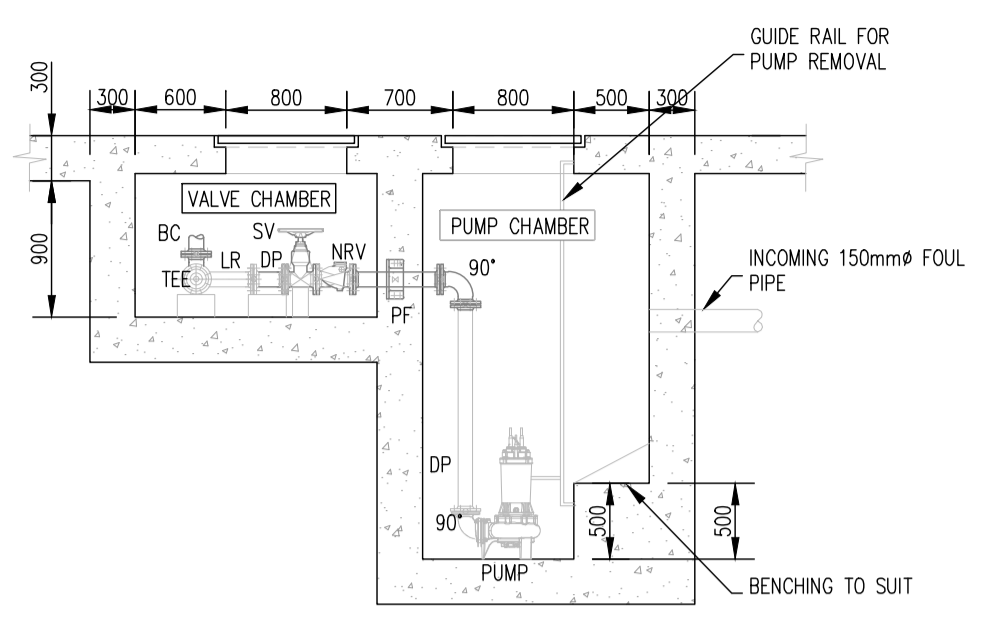 GUIDE RAIL FOR
PUMP REMOVAL
300
300
600
800
700
800
500
300
VALVE CHAMBER
PUMP CHAMBER
900
BC
SV
LR
DP
NRV
TEE
90°
PF
INCOMING 150mmø FOUL
PIPE
DP
90°
500
500
PUMP
BENCHING TO SUIT